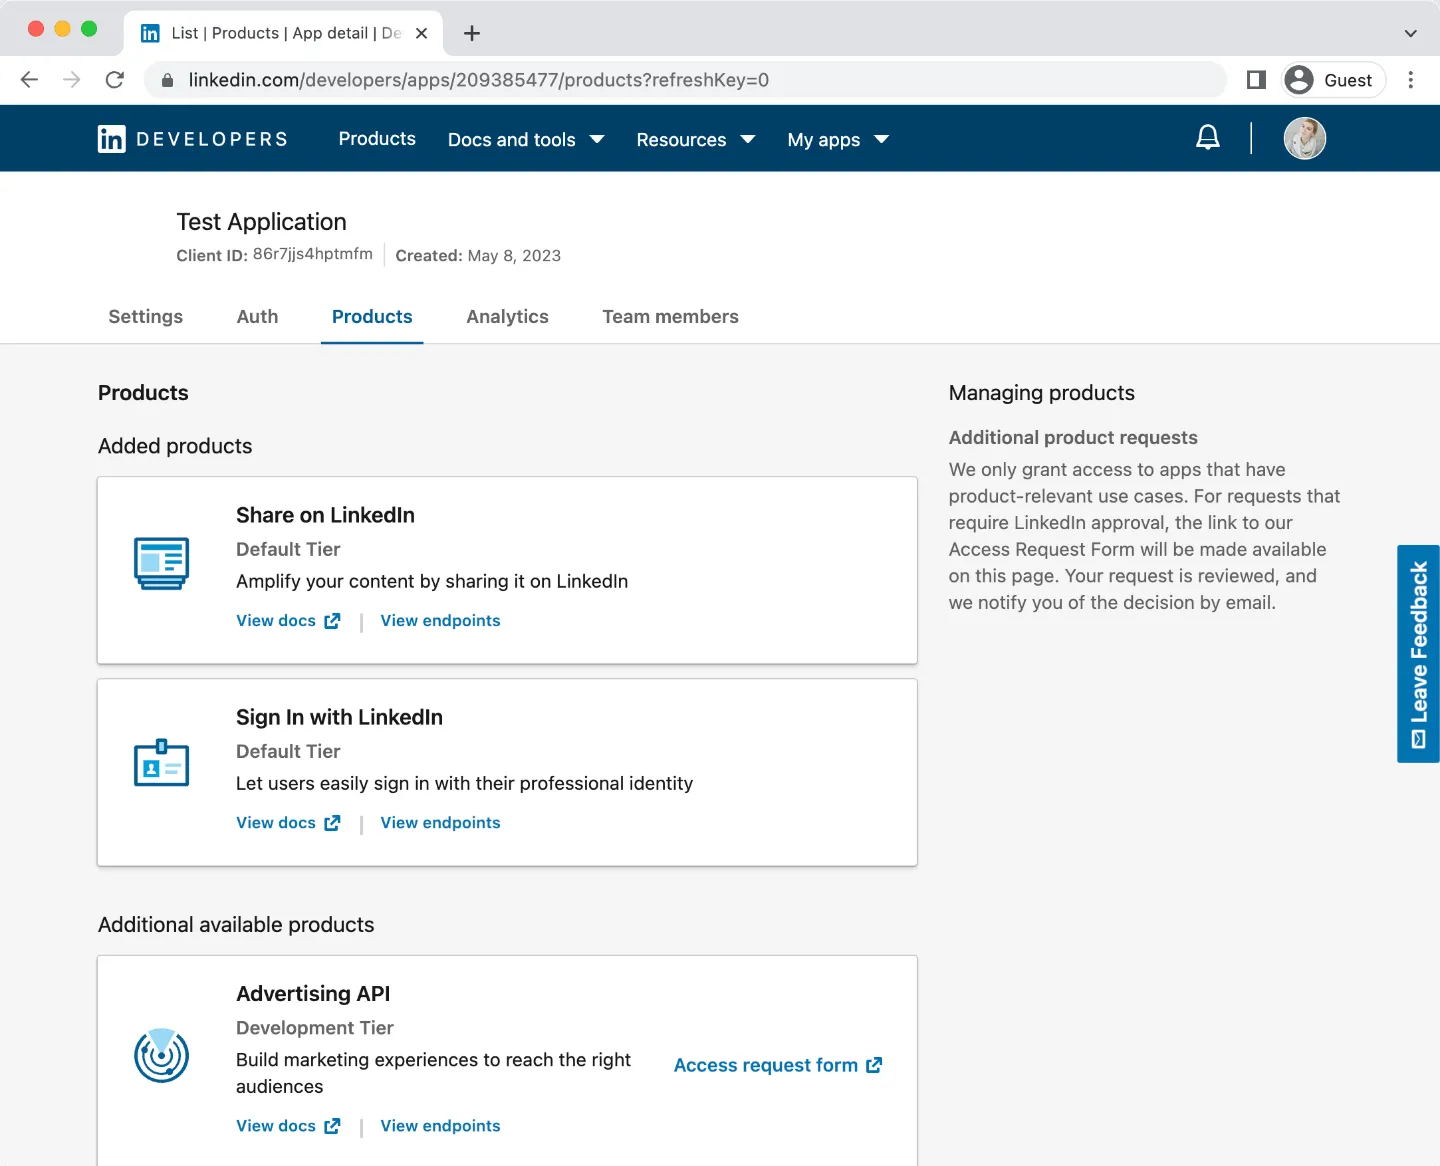 List | Products | App detail | De
linkedin.com/developers/apps/209385477/products?refreshKey=0
Guest
in DEVELOPERS
Products
Docs and tools
Resources
My apps
Test Application
Client ID: 86r7jjs4hptmfm
Created: May 8, 2023
Settings
Auth
Products
Analytics
Team members
Products
Added products
Share on LinkedIn
Default Tier
Amplify your content by sharing it on LinkedIn
View docs | View endpoints
Sign In with LinkedIn
Default Tier
Let users easily sign in with their professional identity
View docs | View endpoints
Additional available products
Advertising API
Development Tier
Build marketing experiences to reach the right
audiences
Access request form
View docs | View endpoints
Managing products
Additional product requests
We only grant access to apps that have
product-relevant use cases. For requests that
require LinkedIn approval, the link to our
Access Request Form will be made available
on this page. Your request is reviewed, and
we notify you of the decision by email.
Leave Feedback